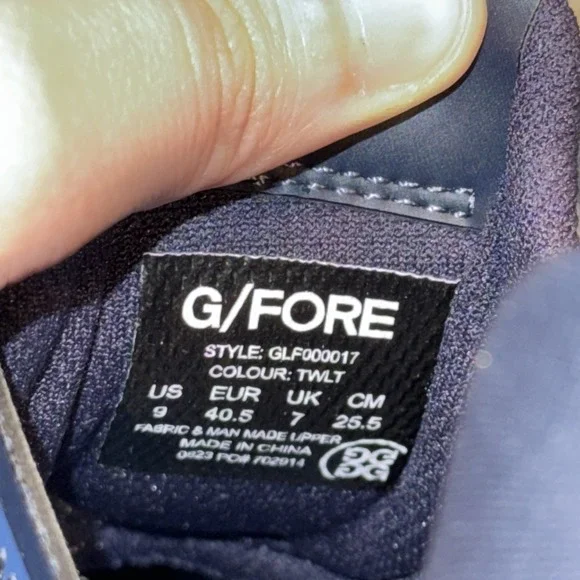 G/FORE
STYLE: GLF000017
COLOUR: TWLT
US EUR UK CM
9 40.5 7 25.5
FABRIC & MAN MADE UPPER
MADE IN CHINA
0623 PO# 702914